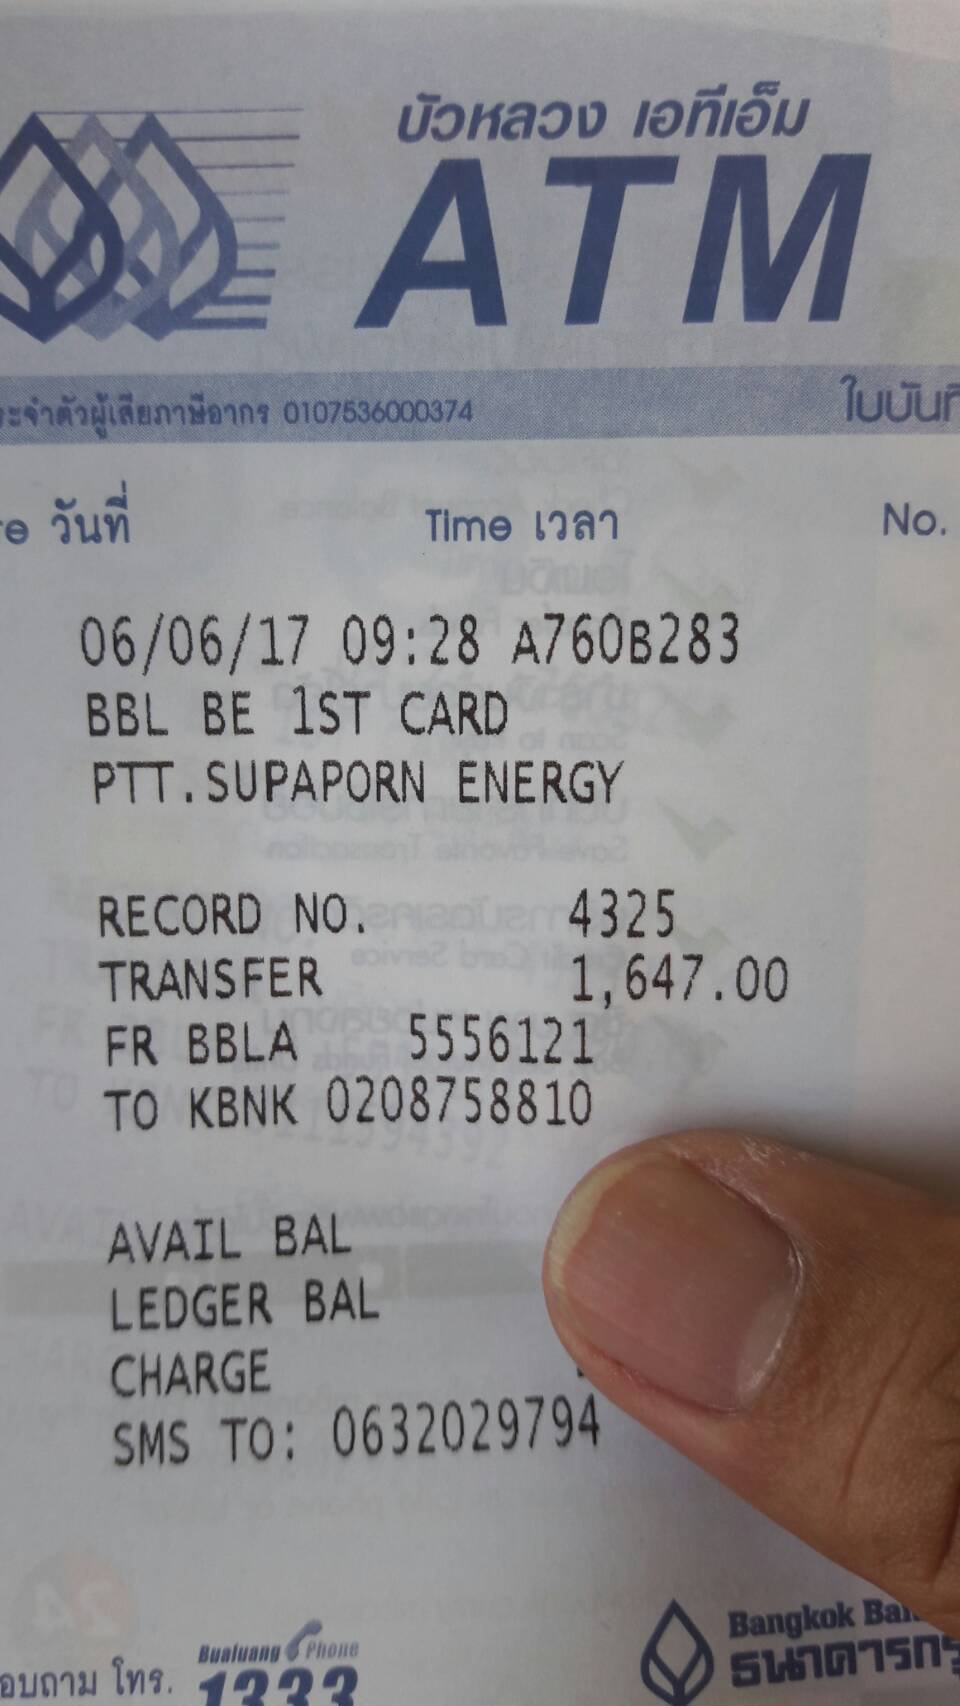 บัวหลวง เอทีเอ็ม
ATM
ระจำตัวผู้เสียภาษีอากร 0107536000374
ใบบันที
e วันที่ Time เวลา No.
06/06/17 09:28 A760B283
BBL BE 1ST CARD
PTT.SUPAPORN ENERGY
RECORD NO. 4325
TRANSFER 1,647.00
FR BBLA 5556121
TO KBNK 0208758810
AVAIL BAL
LEDGER BAL
CHARGE
SMS TO: 0632029794
อบถาม โทร. Bualuang Phone
1333
Bangkok Ban
ธนาคารกรุ